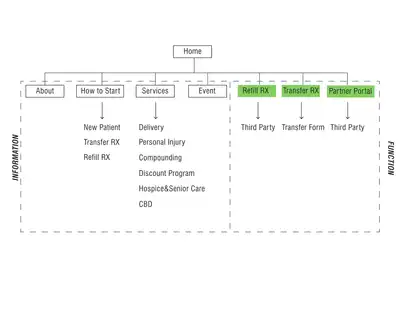 Home
About
How to Start
Services
Event
Refill RX
Transfer RX
Partner Portal
New Patient
Transfer RX
Refill RX
Delivery
Personal Injury
Compounding
Discount Program
Hospice&Senior Care
CBD
Third Party
Transfer Form
Third Party
INFORMATION
FUNCTION